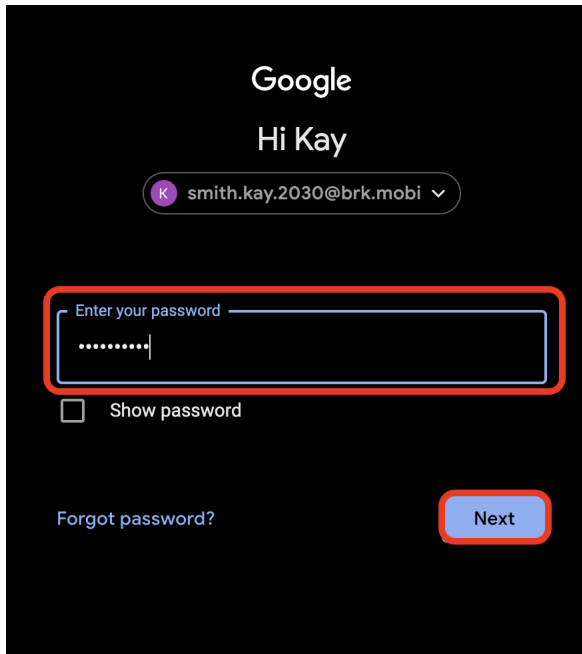 Google
Hi Kay
K smith.kay.2030@brk.mobi
Enter your password
••••••••••
Show password
Forgot password?
Next